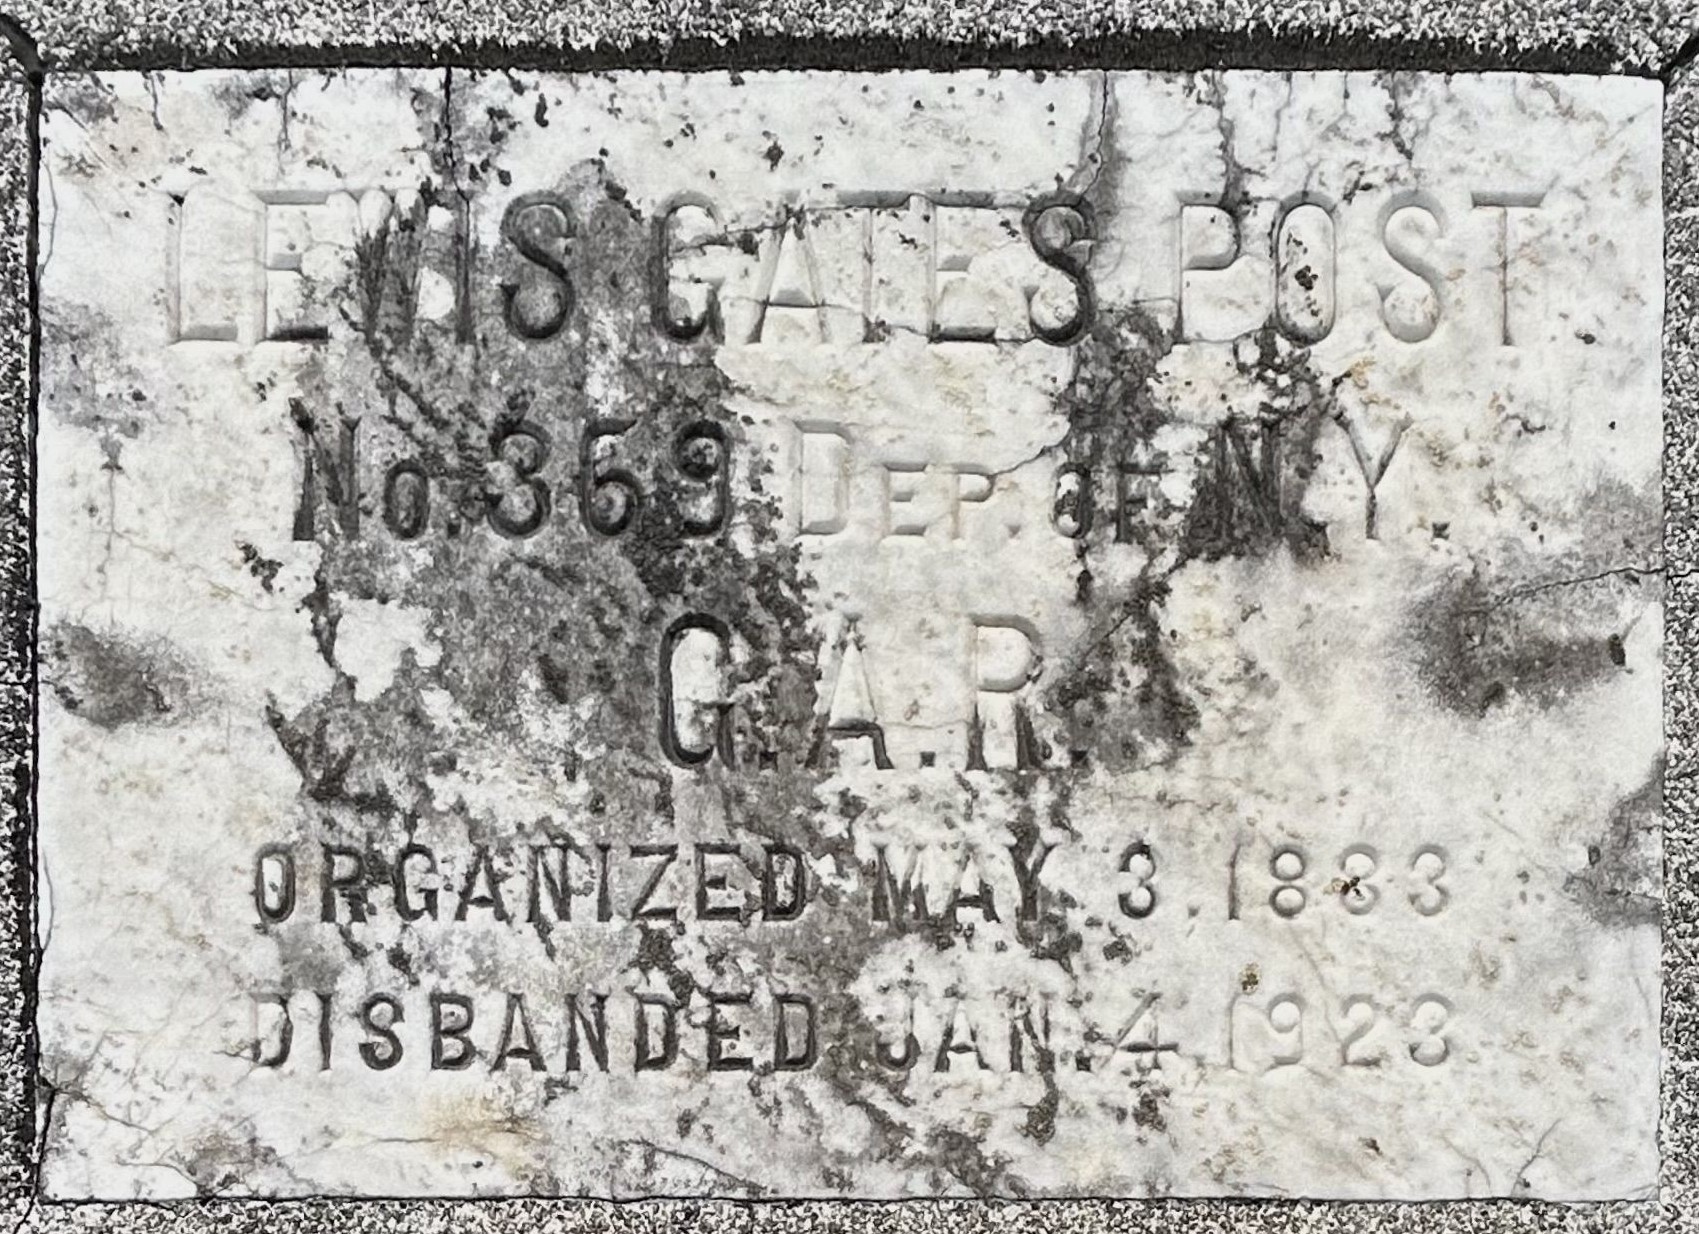 LEWIS GATES POST
No. 369 DEP. OF N.Y.
G.A.R.
ORGANIZED MAY 3, 1883
DISBANDED JAN. 4 1923